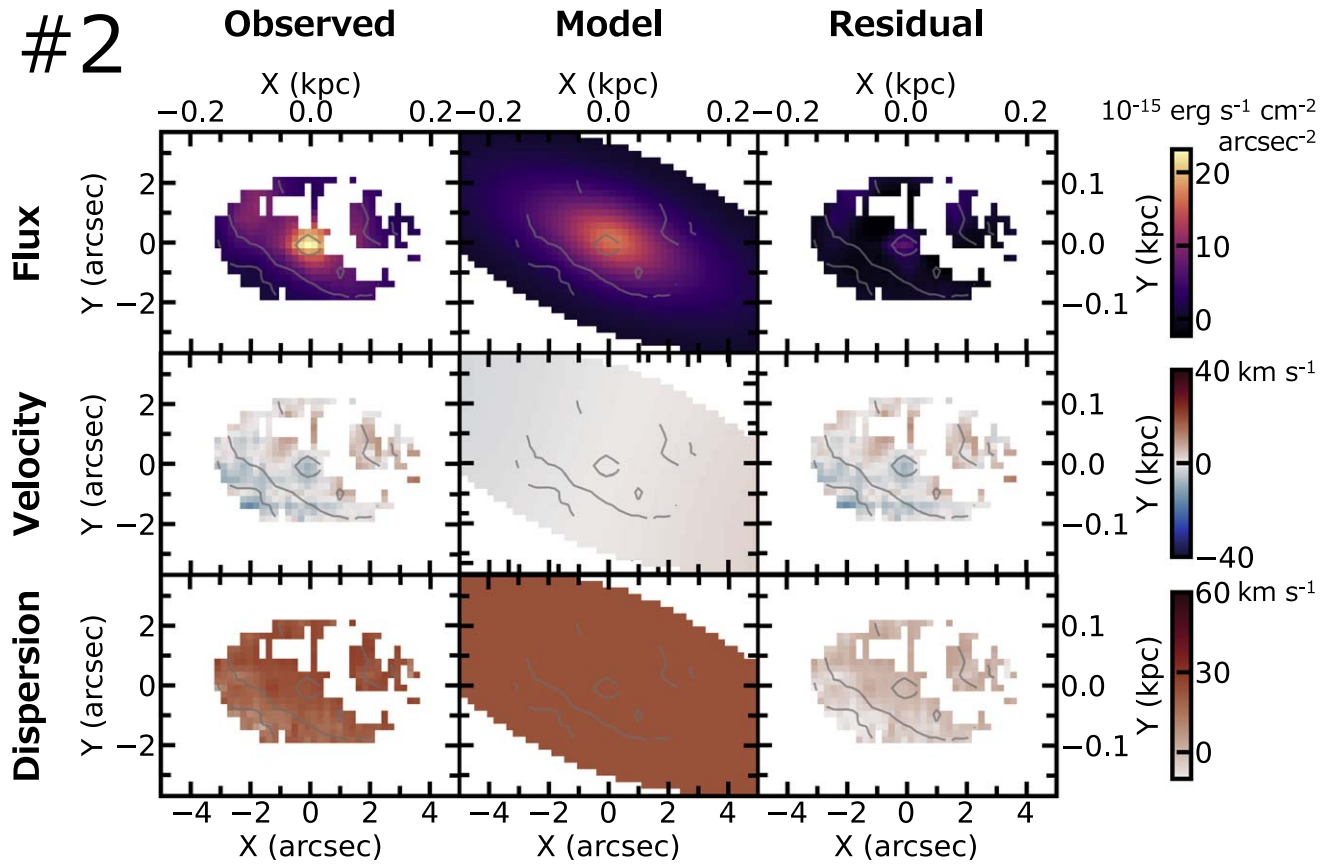 #2
Observed Model Residual
X (kpc) X (kpc) X (kpc)
−0.2 0.0 0.2 −0.2 0.0 0.2 −0.2 0.0 0.2
10⁻¹⁵ erg s⁻¹ cm⁻²
arcsec⁻²
Flux
Y (arcsec)
2
0
−2
0.1
0.0
−0.1
Y (kpc)
20
10
0
Velocity
Y (arcsec)
2
0
−2
0.1
0.0
−0.1
Y (kpc)
40 km s⁻¹
0
−40
Dispersion
Y (arcsec)
2
0
−2
0.1
0.0
−0.1
Y (kpc)
60 km s⁻¹
30
0
−4 −2 0 2 4 −4 −2 0 2 4 −4 −2 0 2 4
X (arcsec) X (arcsec) X (arcsec)